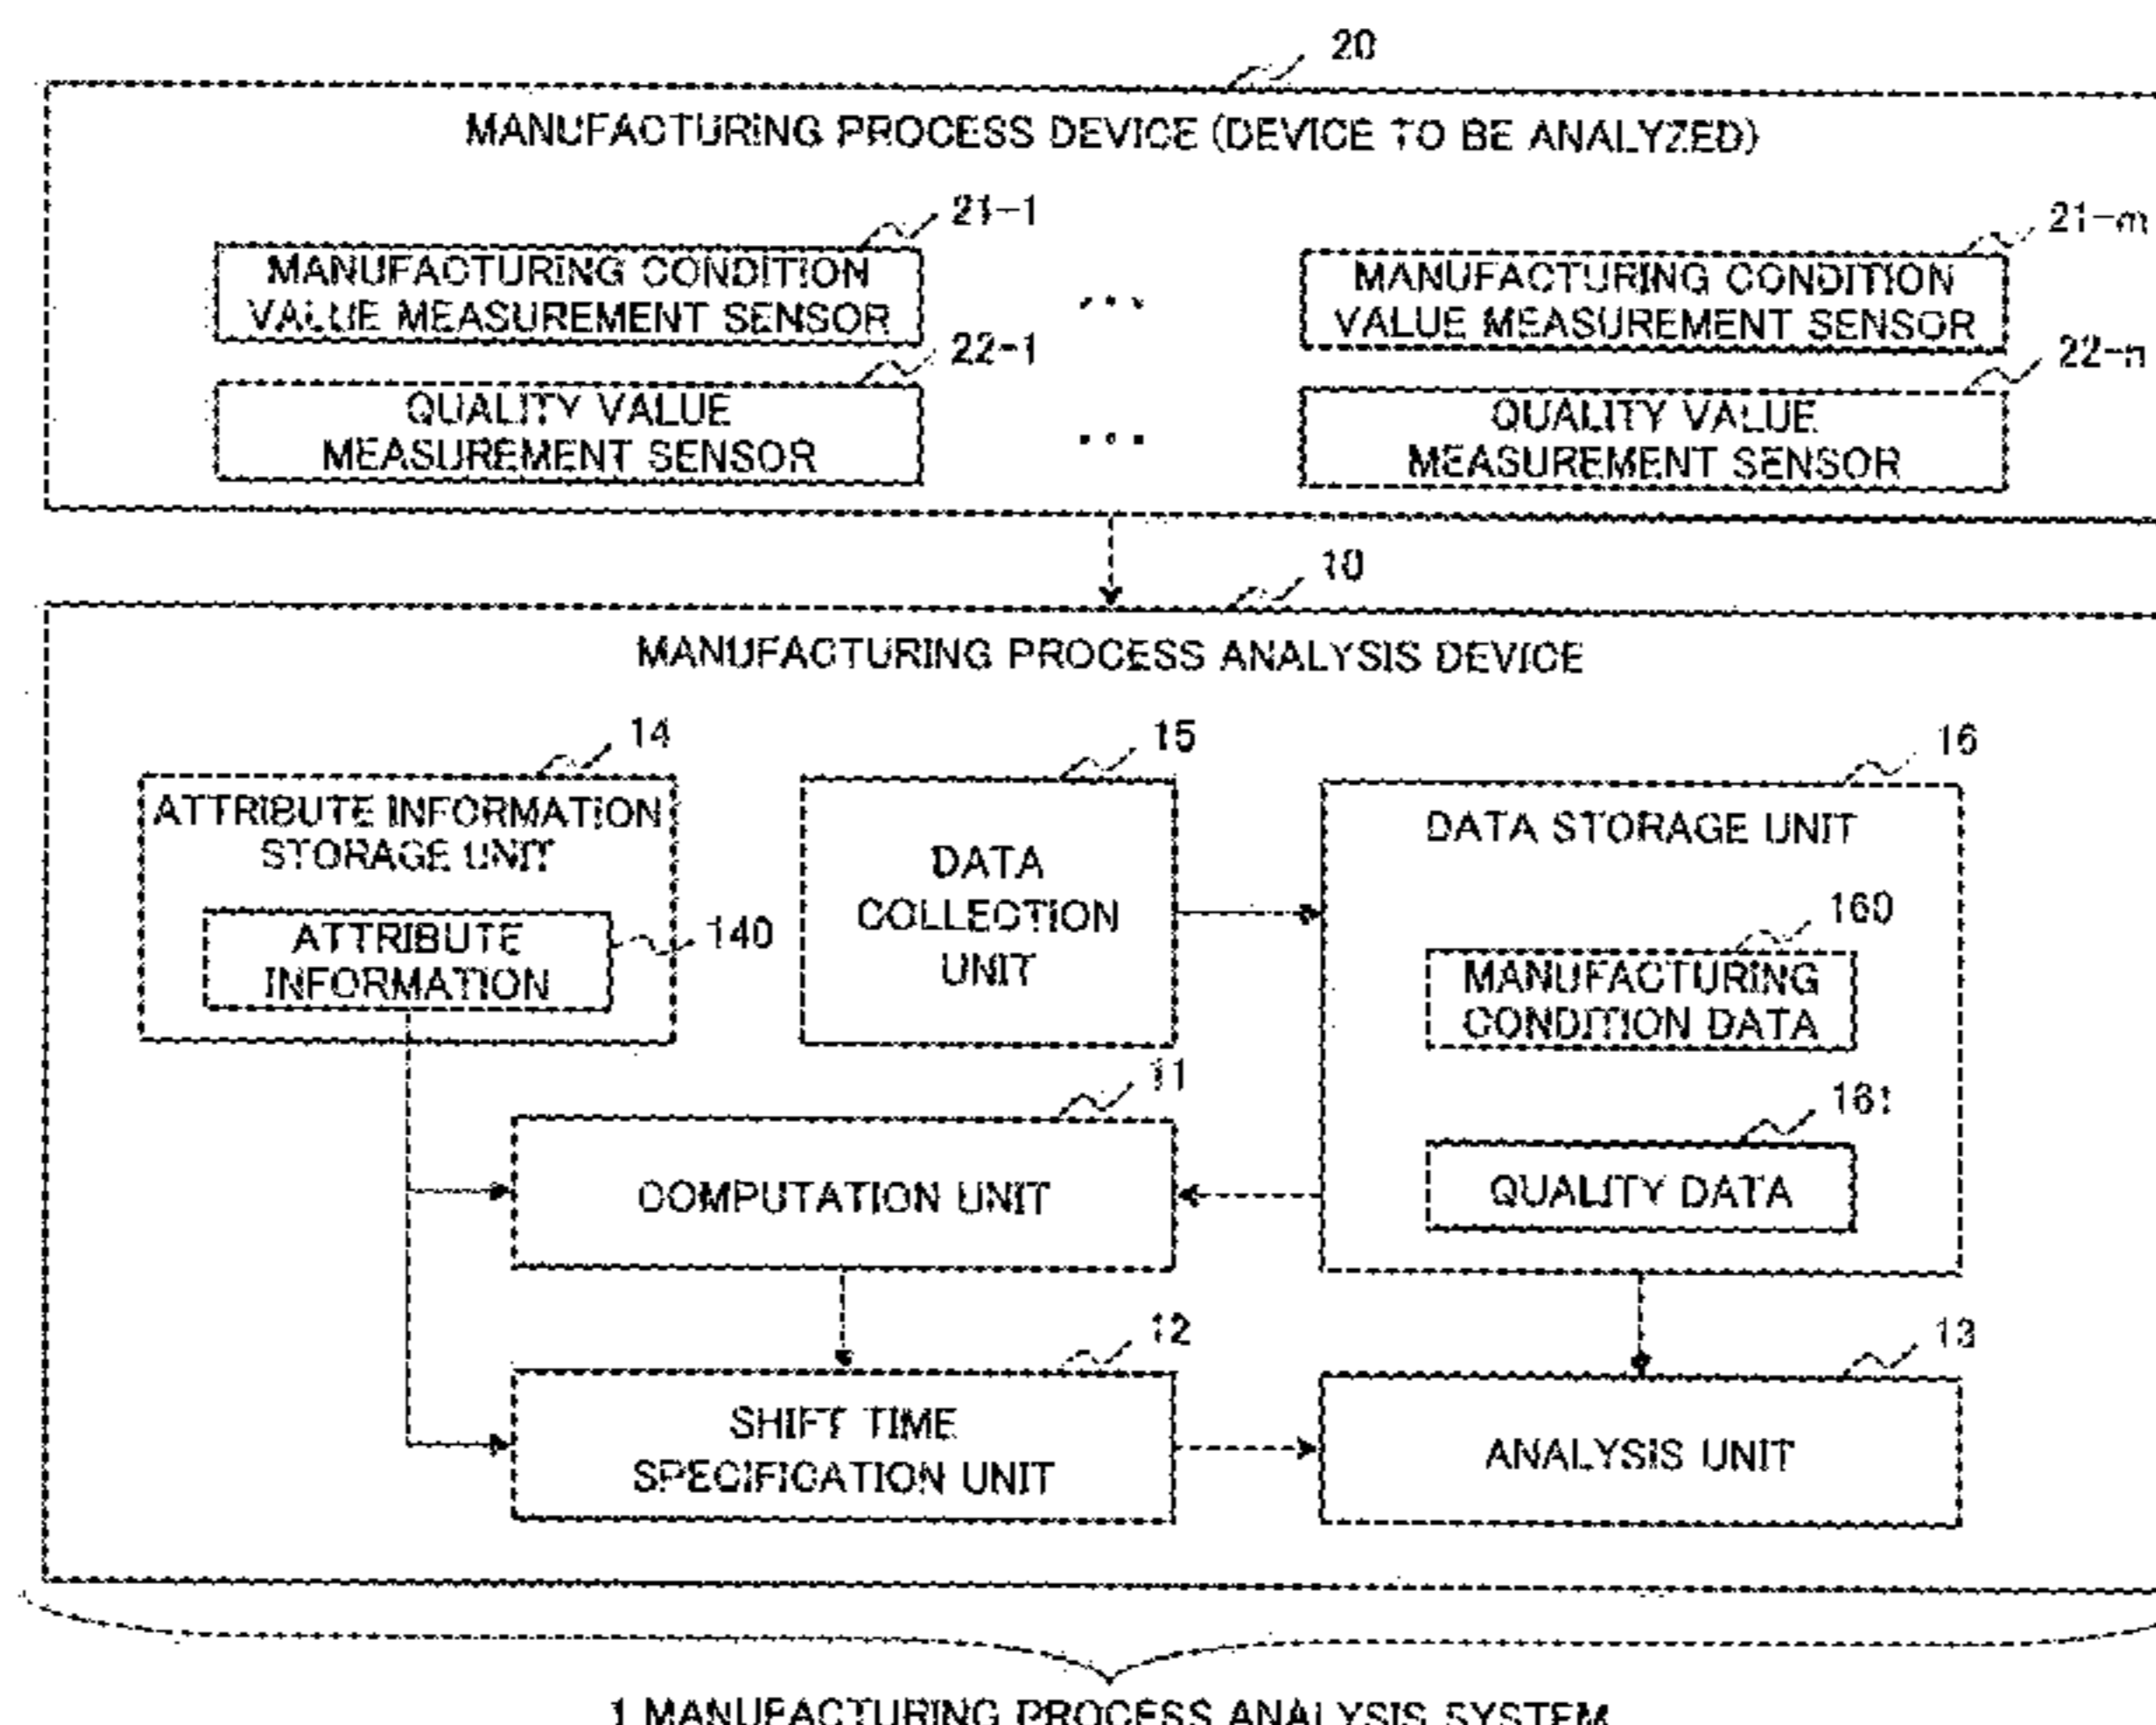 20
MANUFACTURING PROCESS DEVICE (DEVICE TO BE ANALYZED)
21-1
21-m
MANUFACTURING CONDITION
VALUE MEASUREMENT SENSOR
...
MANUFACTURING CONDITION
VALUE MEASUREMENT SENSOR
22-1
22-n
QUALITY VALUE
MEASUREMENT SENSOR
...
QUALITY VALUE
MEASUREMENT SENSOR
10
MANUFACTURING PROCESS ANALYSIS DEVICE
14
15
16
ATTRIBUTE INFORMATION
STORAGE UNIT
ATTRIBUTE
INFORMATION
140
DATA
COLLECTION
UNIT
DATA STORAGE UNIT
160
MANUFACTURING
CONDITION DATA
161
QUALITY DATA
11
COMPUTATION UNIT
12
SHIFT TIME
SPECIFICATION UNIT
13
ANALYSIS UNIT
1 MANUFACTURING PROCESS ANALYSIS SYSTEM